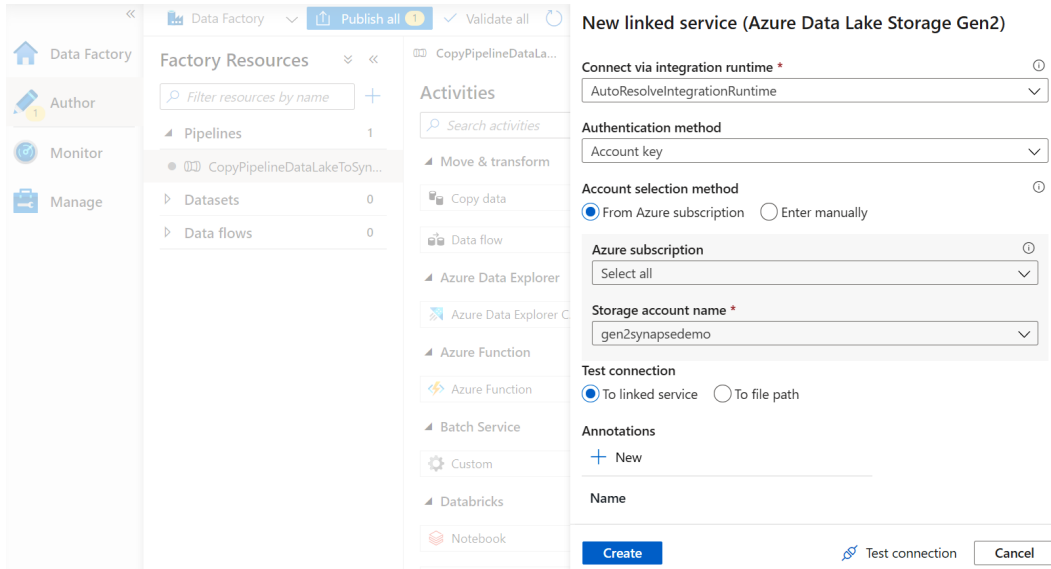 «
Data Factory
Author
1
Monitor
Manage
Data Factory
Publish all 1
Validate all
Factory Resources
«
Filter resources by name
Pipelines 1
CopyPipelineDataLakeToSyn...
Datasets 0
Data flows 0
CopyPipelineDataLa...
Activities
Search activities
Move & transform
Copy data
Data flow
Azure Data Explorer
Azure Data Explorer C
Azure Function
Azure Function
Batch Service
Custom
Databricks
Notebook
New linked service (Azure Data Lake Storage Gen2)
Connect via integration runtime *
AutoResolveIntegrationRuntime
Authentication method
Account key
Account selection method
From Azure subscription Enter manually
Azure subscription
Select all
Storage account name *
gen2synapsedemo
Test connection
To linked service To file path
Annotations
New
Name
Create Test connection Cancel